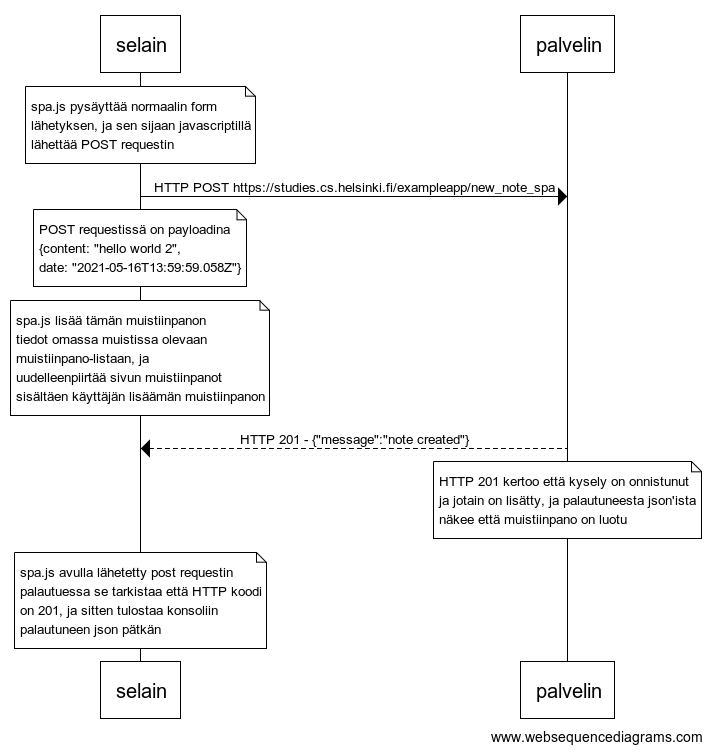 selain
palvelin
spa.js pysäyttää normaalin form
lähetyksen, ja sen sijaan javascriptillä
lähettää POST requestin
HTTP POST https://studies.cs.helsinki.fi/exampleapp/new_note_spa
POST requestissä on payloadina
{content: "hello world 2",
date: "2021-05-16T13:59:59.058Z"}
spa.js lisää tämän muistiinpanon
tiedot omassa muistissa olevaan
muistiinpano-listaan, ja
uudelleenpiirtää sivun muistiinpanot
sisältäen käyttäjän lisäämän muistiinpanon
HTTP 201 - {"message":"note created"}
HTTP 201 kertoo että kysely on onnistunut
ja jotain on lisätty, ja palautuneesta json'ista
näkee että muistiinpano on luotu
spa.js avulla lähetetty post requestin
palautuessa se tarkistaa että HTTP koodi
on 201, ja sitten tulostaa konsoliin
palautuneen json pätkän
selain
palvelin
www.websequencediagrams.com